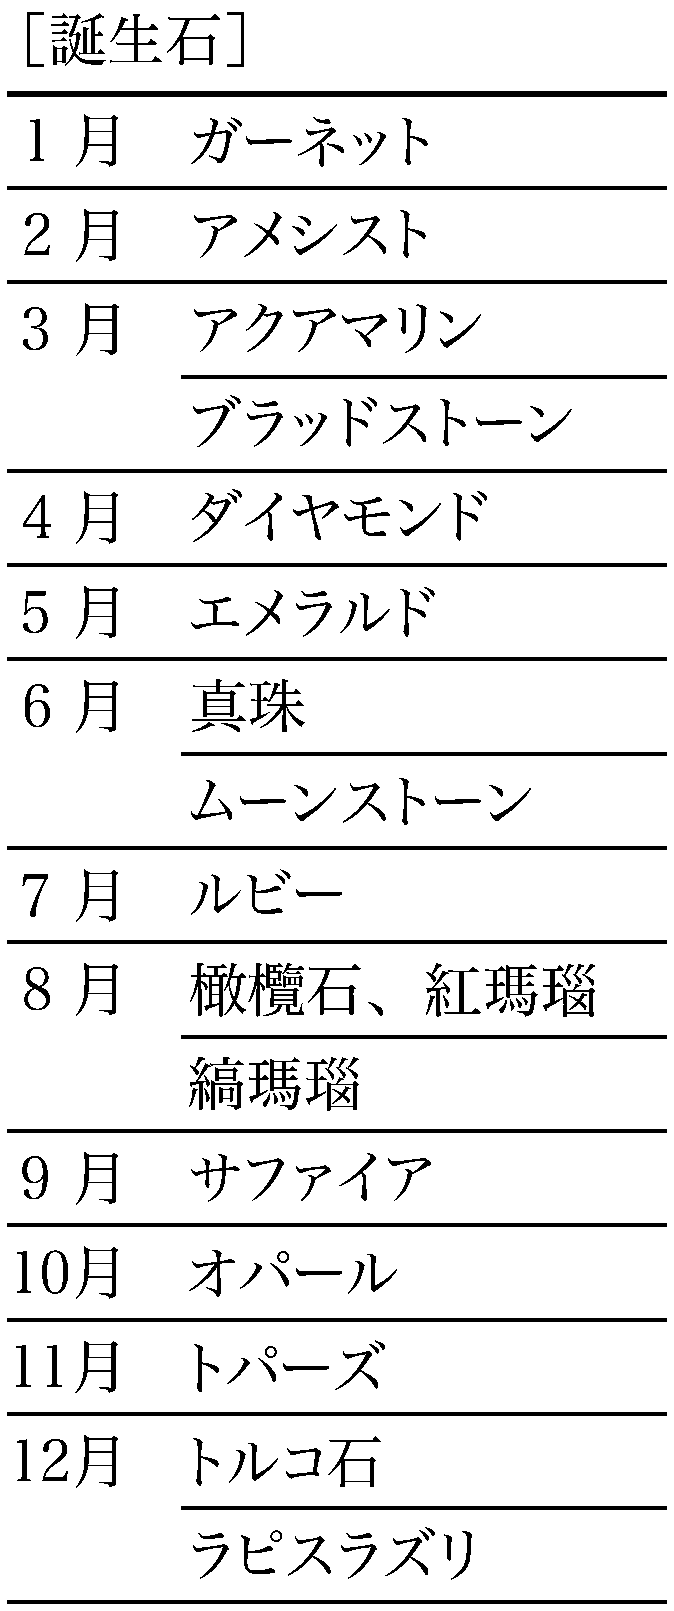 ［誕生石］
1月 ガーネット
2月 アメシスト
3月 アクアマリン
ブラッドストーン
4月 ダイヤモンド
5月 エメラルド
6月 真珠
ムーンストーン
7月 ルビー
8月 橄欖石、紅瑪瑙
縞瑪瑙
9月 サファイア
10月 オパール
11月 トパーズ
12月 トルコ石
ラピスラズリ